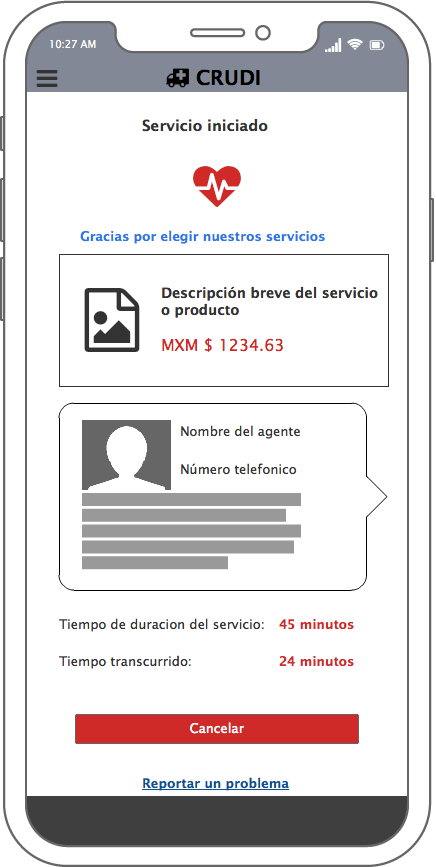 10:27 AM
CRUDI
Servicio iniciado
Gracias por elegir nuestros servicios
Descripción breve del servicio
o producto
MXM $ 1234.63
Nombre del agente
Número telefonico
Tiempo de duracion del servicio: 45 minutos
Tiempo transcurrido: 24 minutos
Cancelar
Reportar un problema